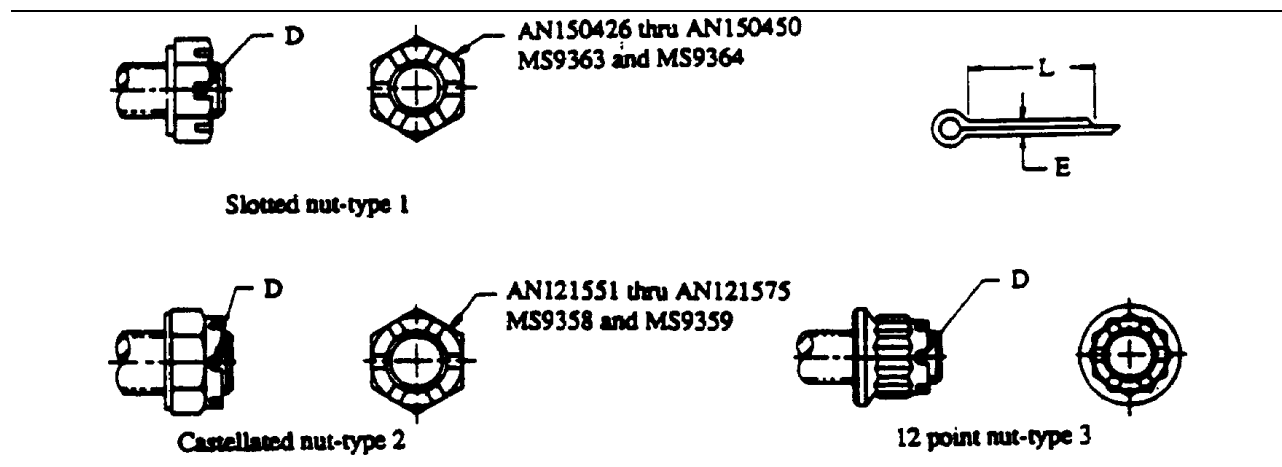 D
AN150426 thru AN150450
MS9363 and MS9364
L
E
Slotted nut-type 1
D
AN121551 thru AN121575
MS9358 and MS9359
D
Castellated nut-type 2
12 point nut-type 3